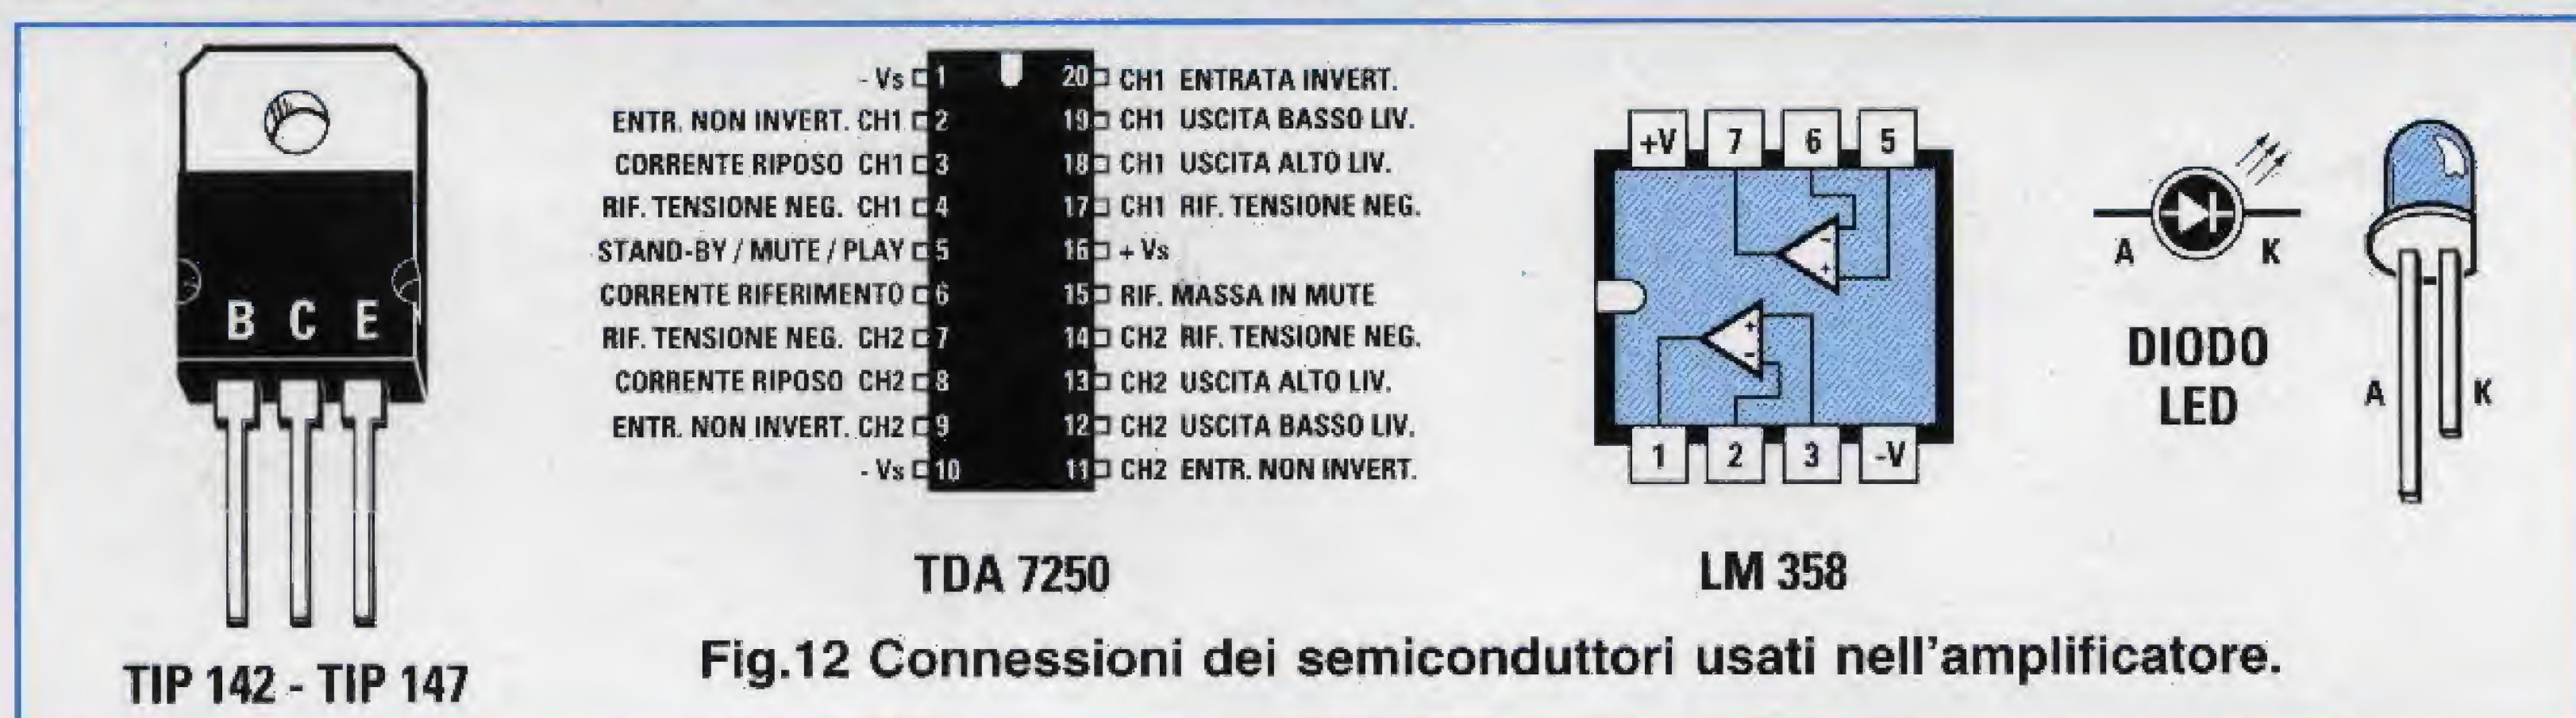 B C E
TIP 142 - TIP 147
- Vs 1
ENTR. NON INVERT. CH1 2
CORRENTE RIPOSO CH1 3
RIF. TENSIONE NEG. CH1 4
STAND-BY / MUTE / PLAY 5
CORRENTE RIFERIMENTO 6
RIF. TENSIONE NEG. CH2 7
CORRENTE RIPOSO CH2 8
ENTR. NON INVERT. CH2 9
- Vs 10
20 CH1 ENTRATA INVERT.
19 CH1 USCITA BASSO LIV.
18 CH1 USCITA ALTO LIV.
17 CH1 RIF. TENSIONE NEG.
16 + Vs
15 RIF. MASSA IN MUTE
14 CH2 RIF. TENSIONE NEG.
13 CH2 USCITA ALTO LIV.
12 CH2 USCITA BASSO LIV.
11 CH2 ENTR. NON INVERT.
TDA 7250
+V 7 6 5
-
+
+
-
1 2 3 -V
LM 358
A K
DIODO
LED
A K
Fig.12 Connessioni dei semiconduttori usati nell'amplificatore.